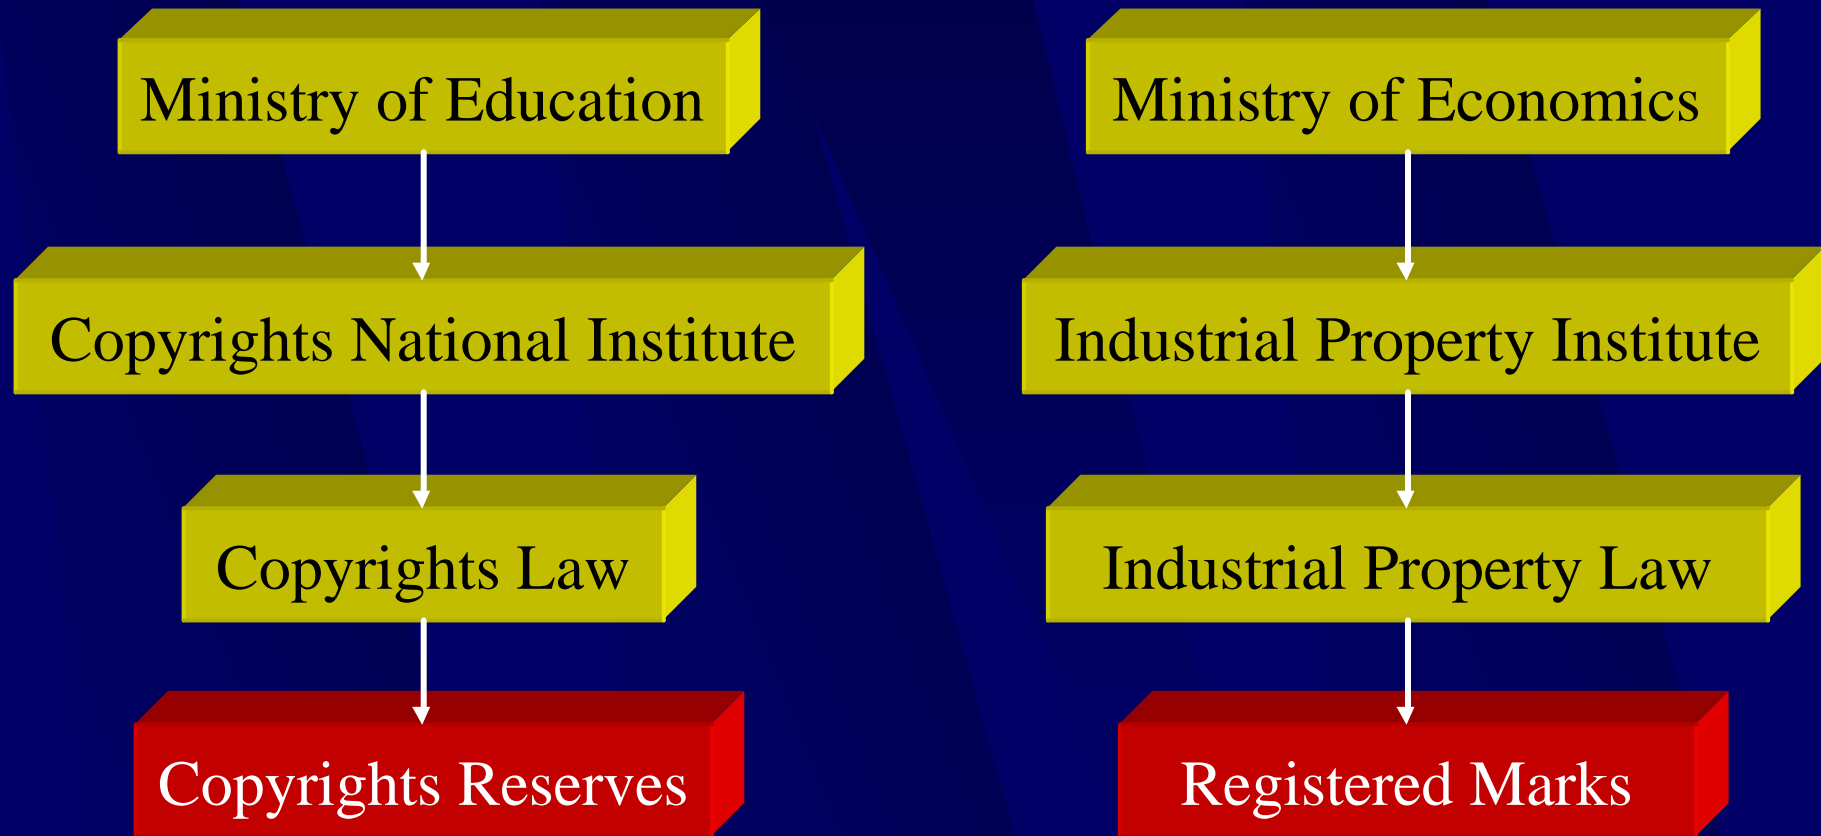 Ministry of Education
Copyrights National Institute
Copyrights Law
Copyrights Reserves
Ministry of Economics
Industrial Property Institute
Industrial Property Law
Registered Marks